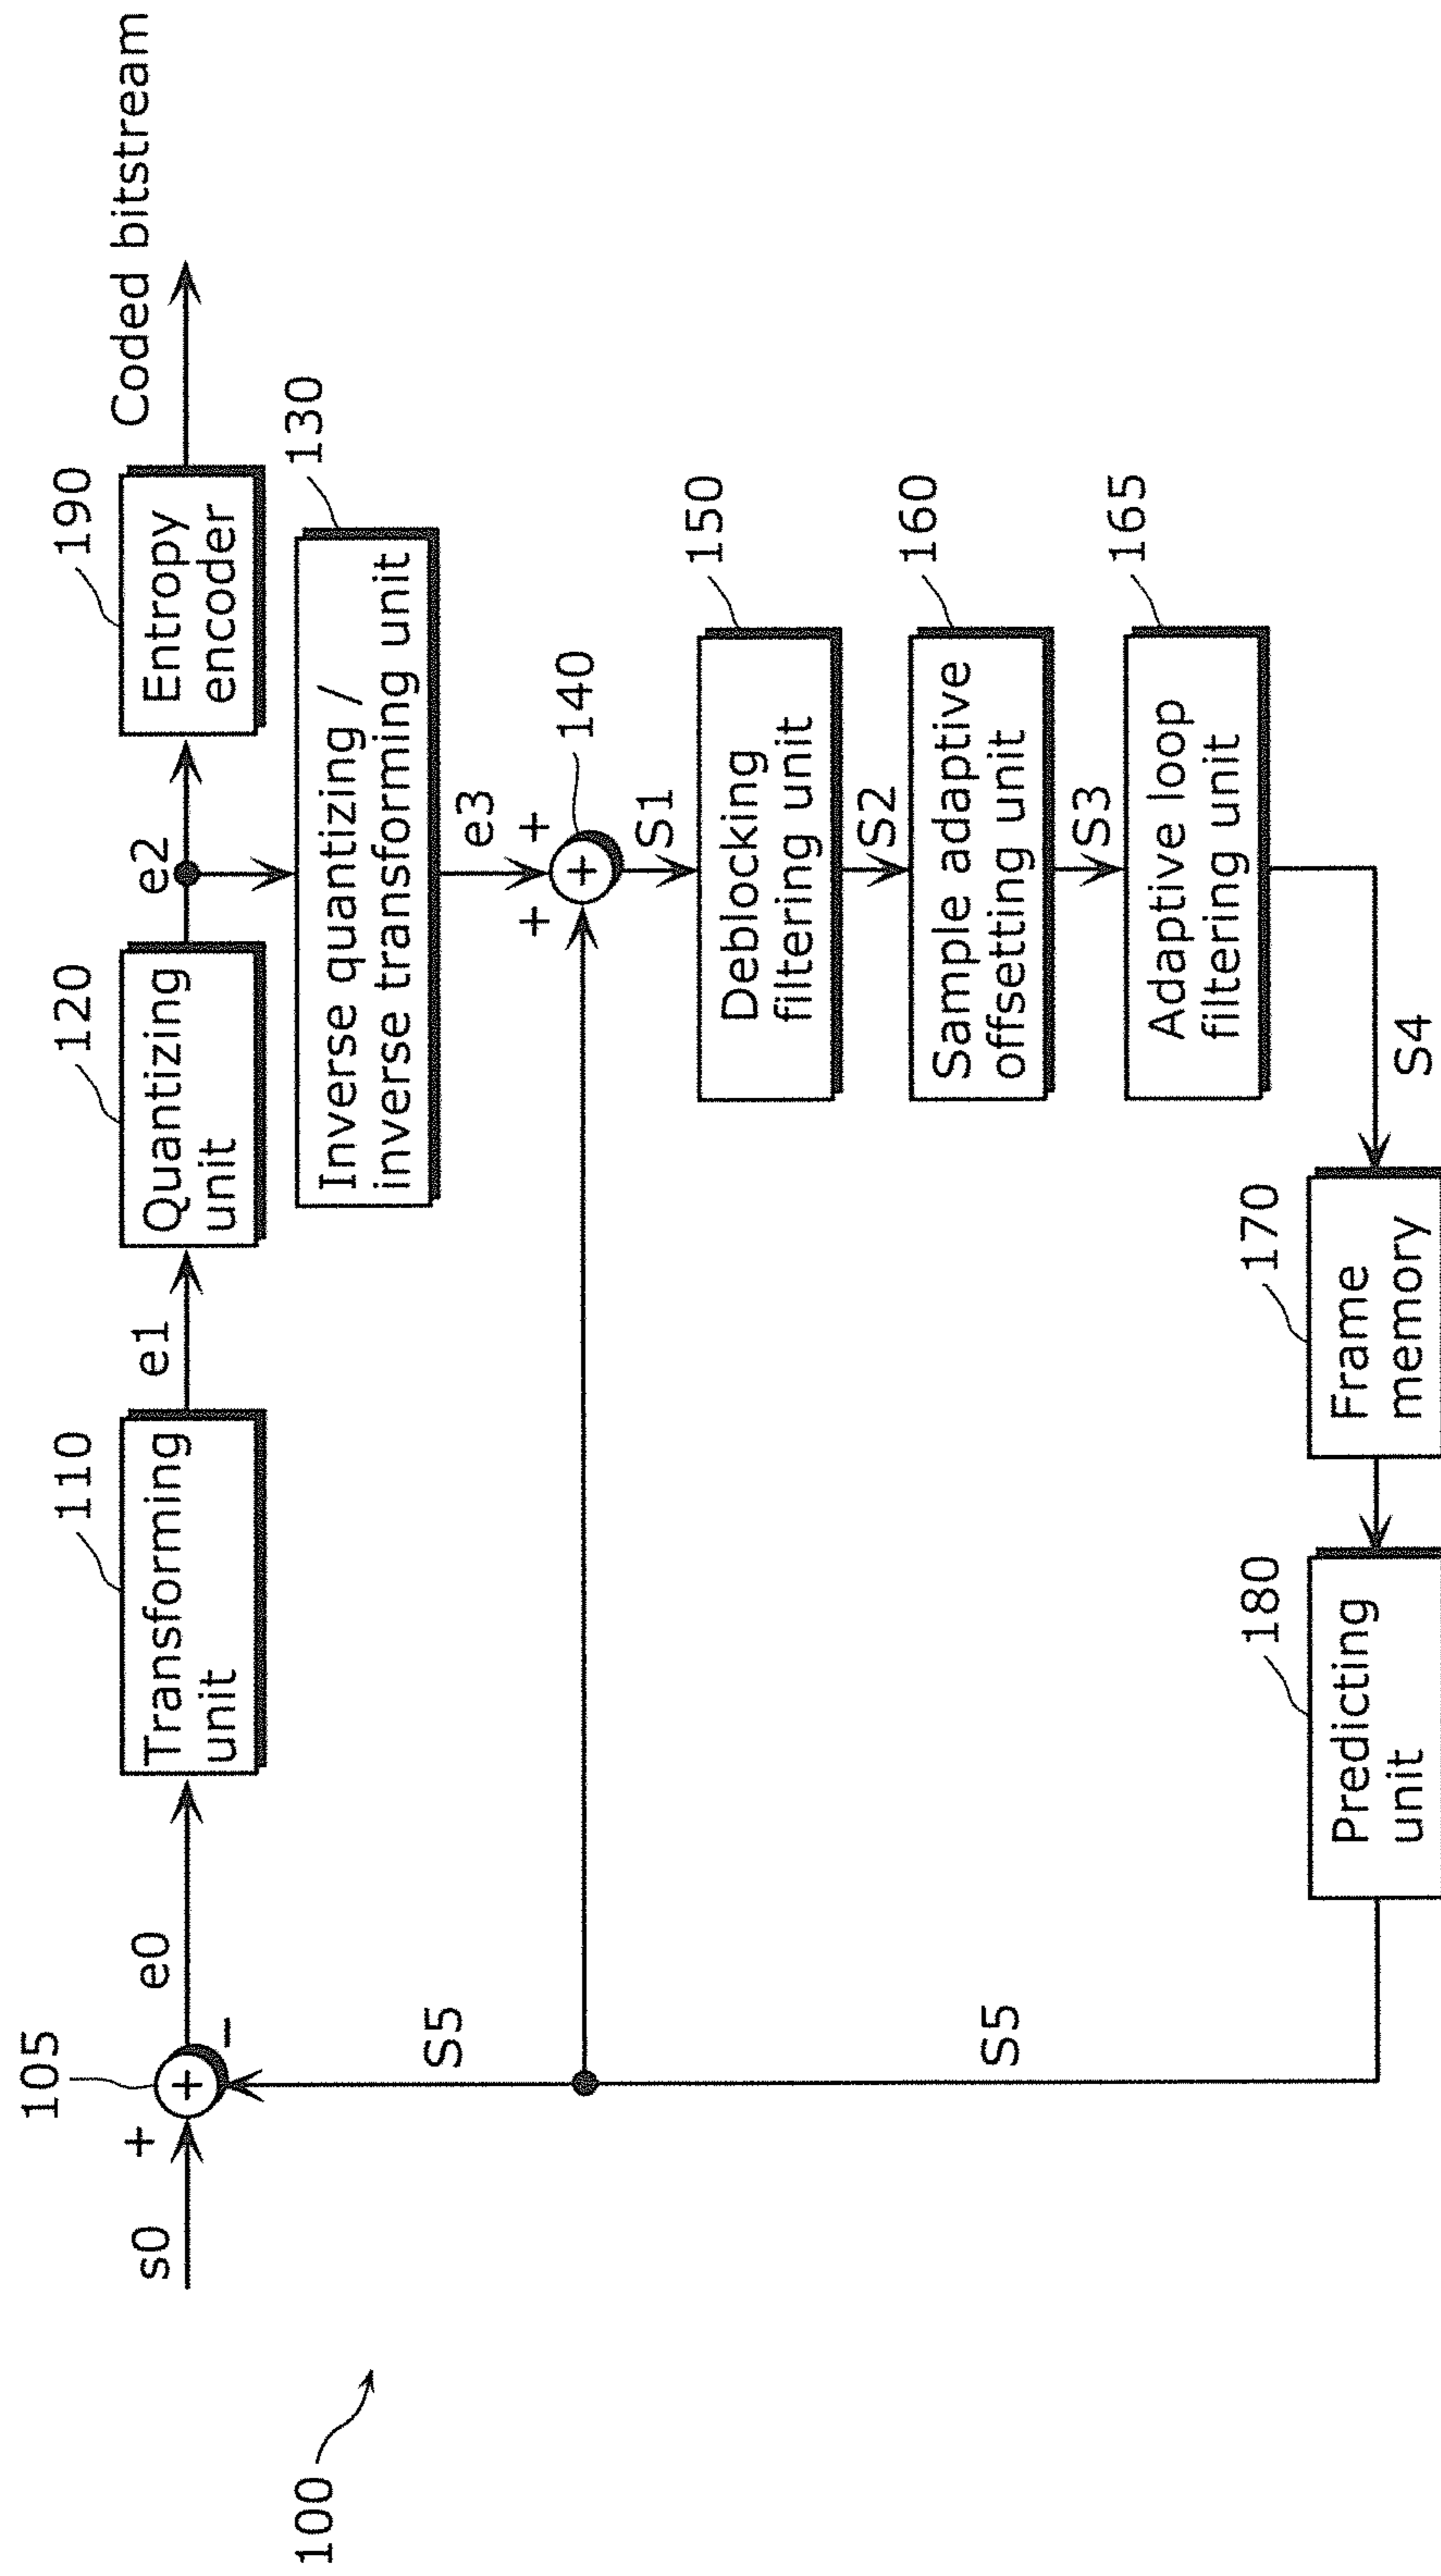 100
s0
+
105
−
e0
110
Transforming
unit
e1
120
Quantizing
unit
e2
190
Entropy
encoder
Coded bitstream
130
Inverse quantizing /
inverse transforming unit
e3
+
+
+
+
140
S1
S5
150
Deblocking
filtering unit
S2
160
Sample adaptive
offsetting unit
S3
165
Adaptive loop
filtering unit
S4
S5
180
Predicting
unit
170
Frame
memory